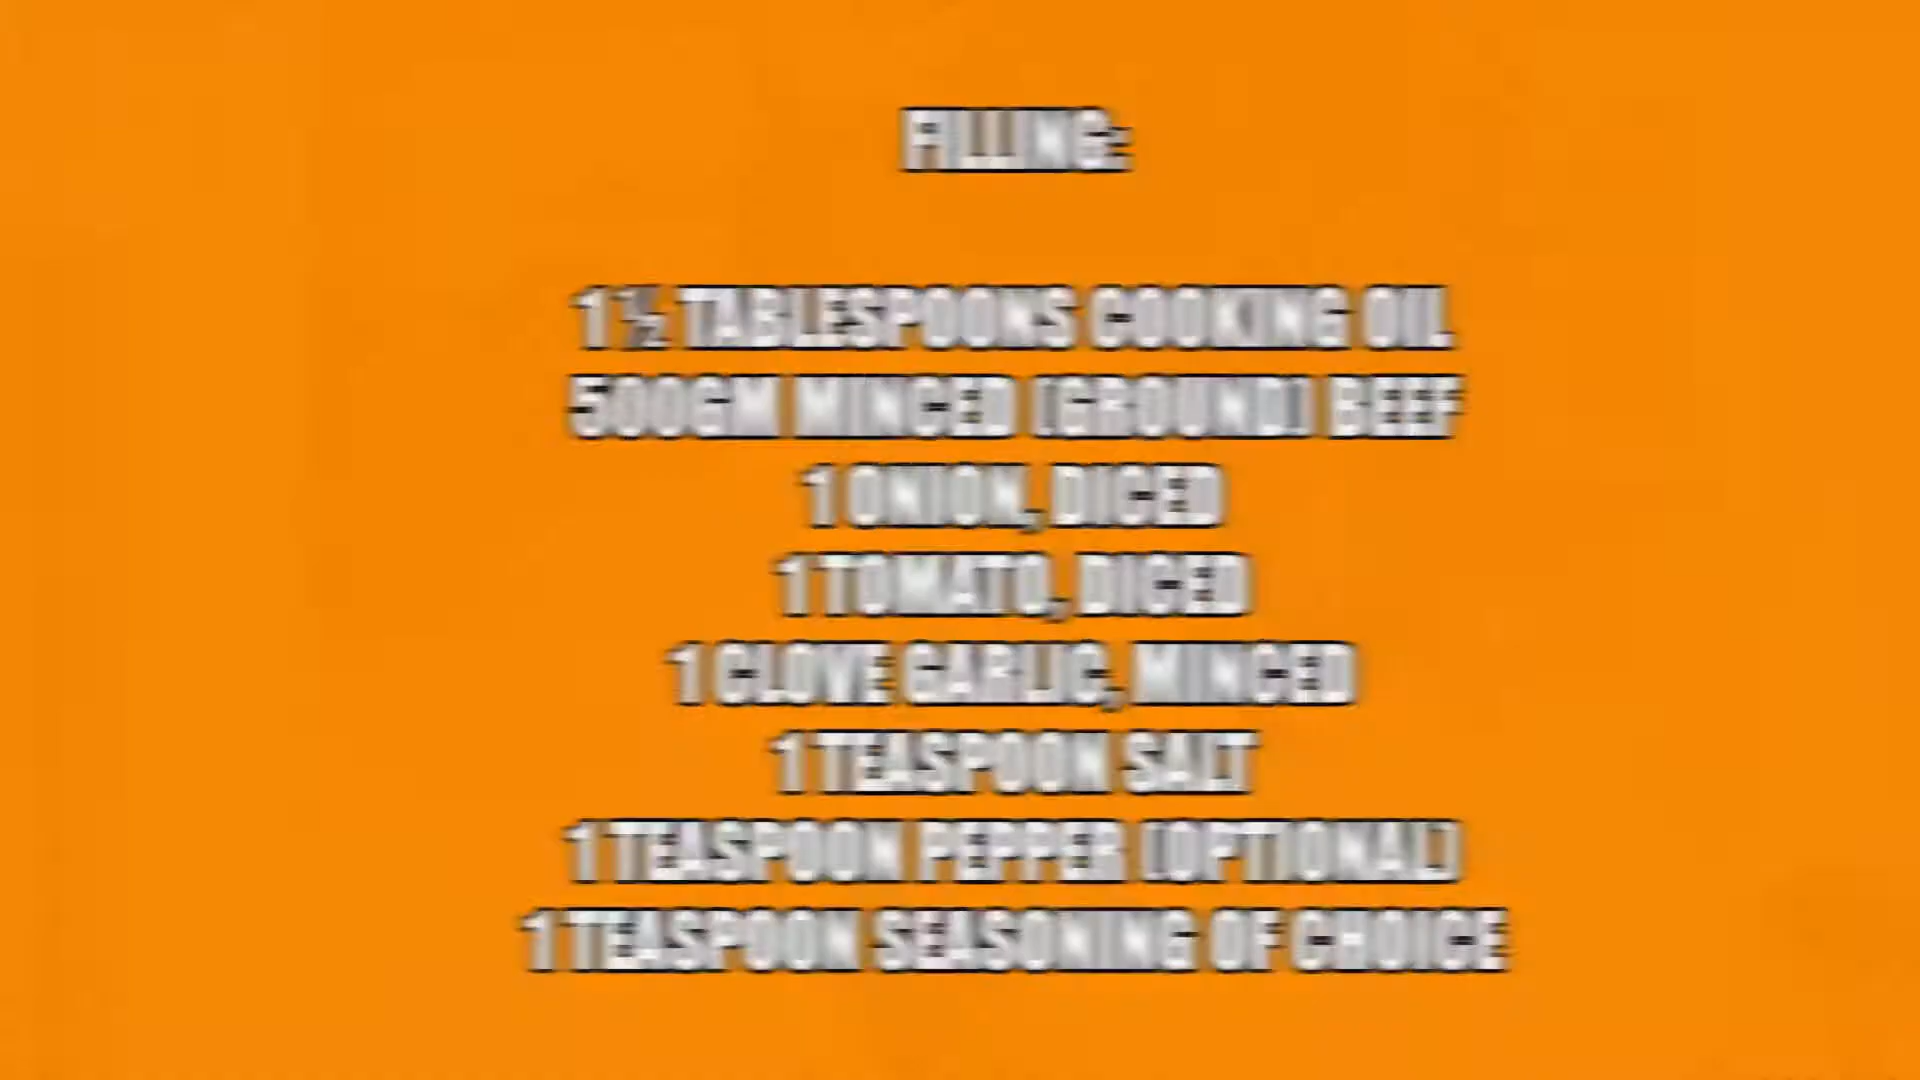 FILLING:
1 ½ TABLESPOONS COOKING OIL
500GM MINCED (GROUND) BEEF
1 ONION, DICED
1 TOMATO, DICED
1 CLOVE GARLIC, MINCED
1 TEASPOON SALT
1 TEASPOON PEPPER (OPTIONAL)
1 TEASPOON SEASONING OF CHOICE